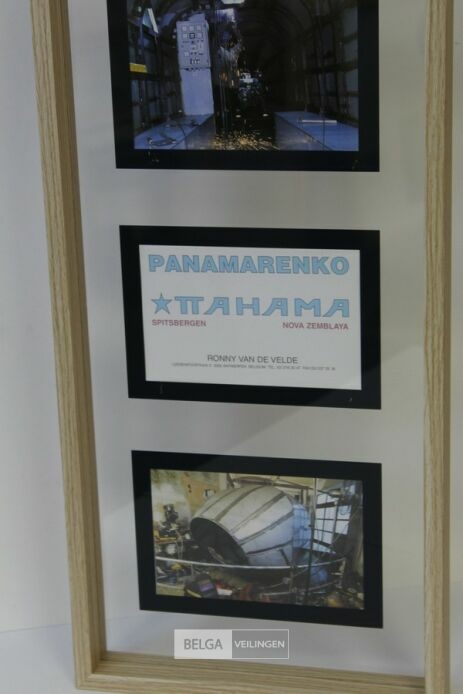 PANAMARENKO
★ПАНАМА
SPITSBERGEN NOVA ZEMBLAYA
RONNY VAN DE VELDE
BELGA VEILINGEN